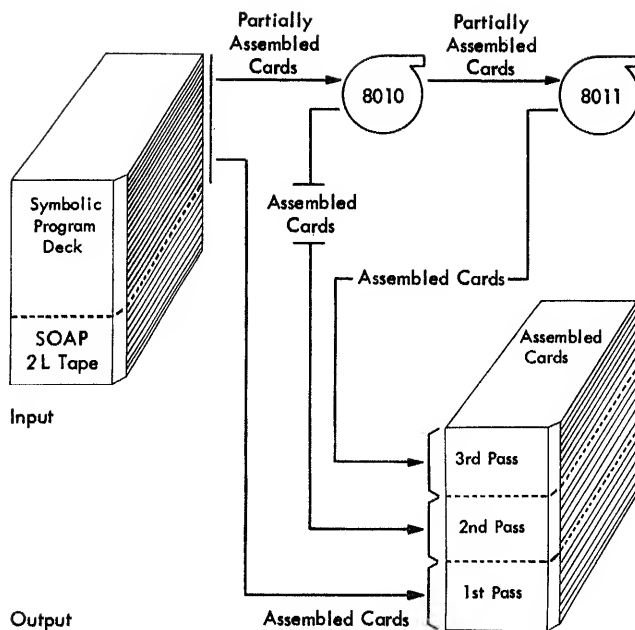 Partially
Assembled
Cards
8010
Partially
Assembled
Cards
8011
Symbolic
Program
Deck
SOAP
2 L Tape
Input
Assembled
Cards
Assembled Cards
Assembled
Cards
3rd Pass
2nd Pass
1st Pass
Output
Assembled Cards